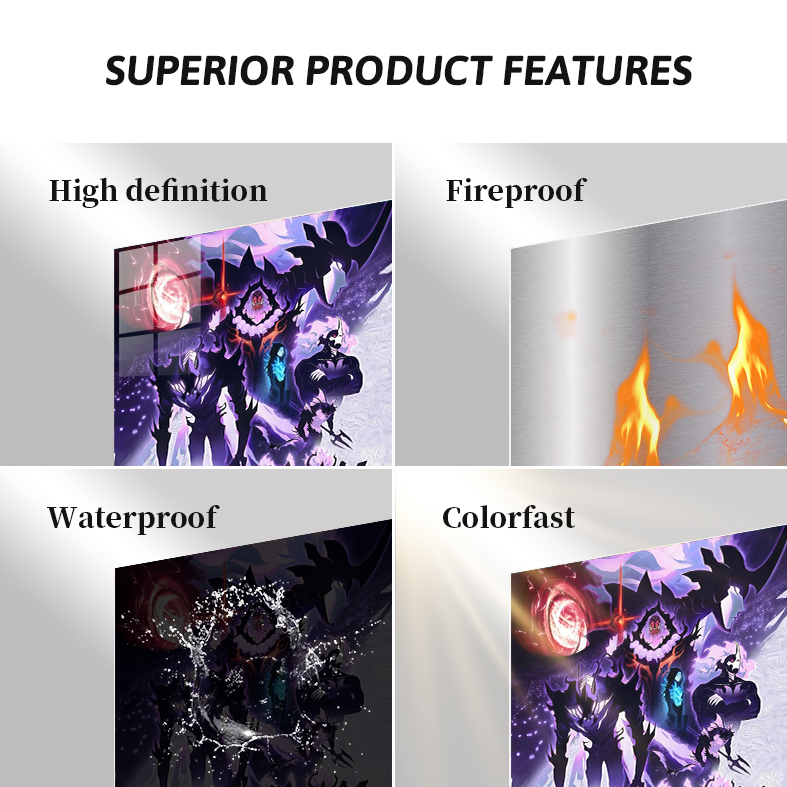 SUPERIOR PRODUCT FEATURES
High definition
Fireproof
Waterproof
Colorfast